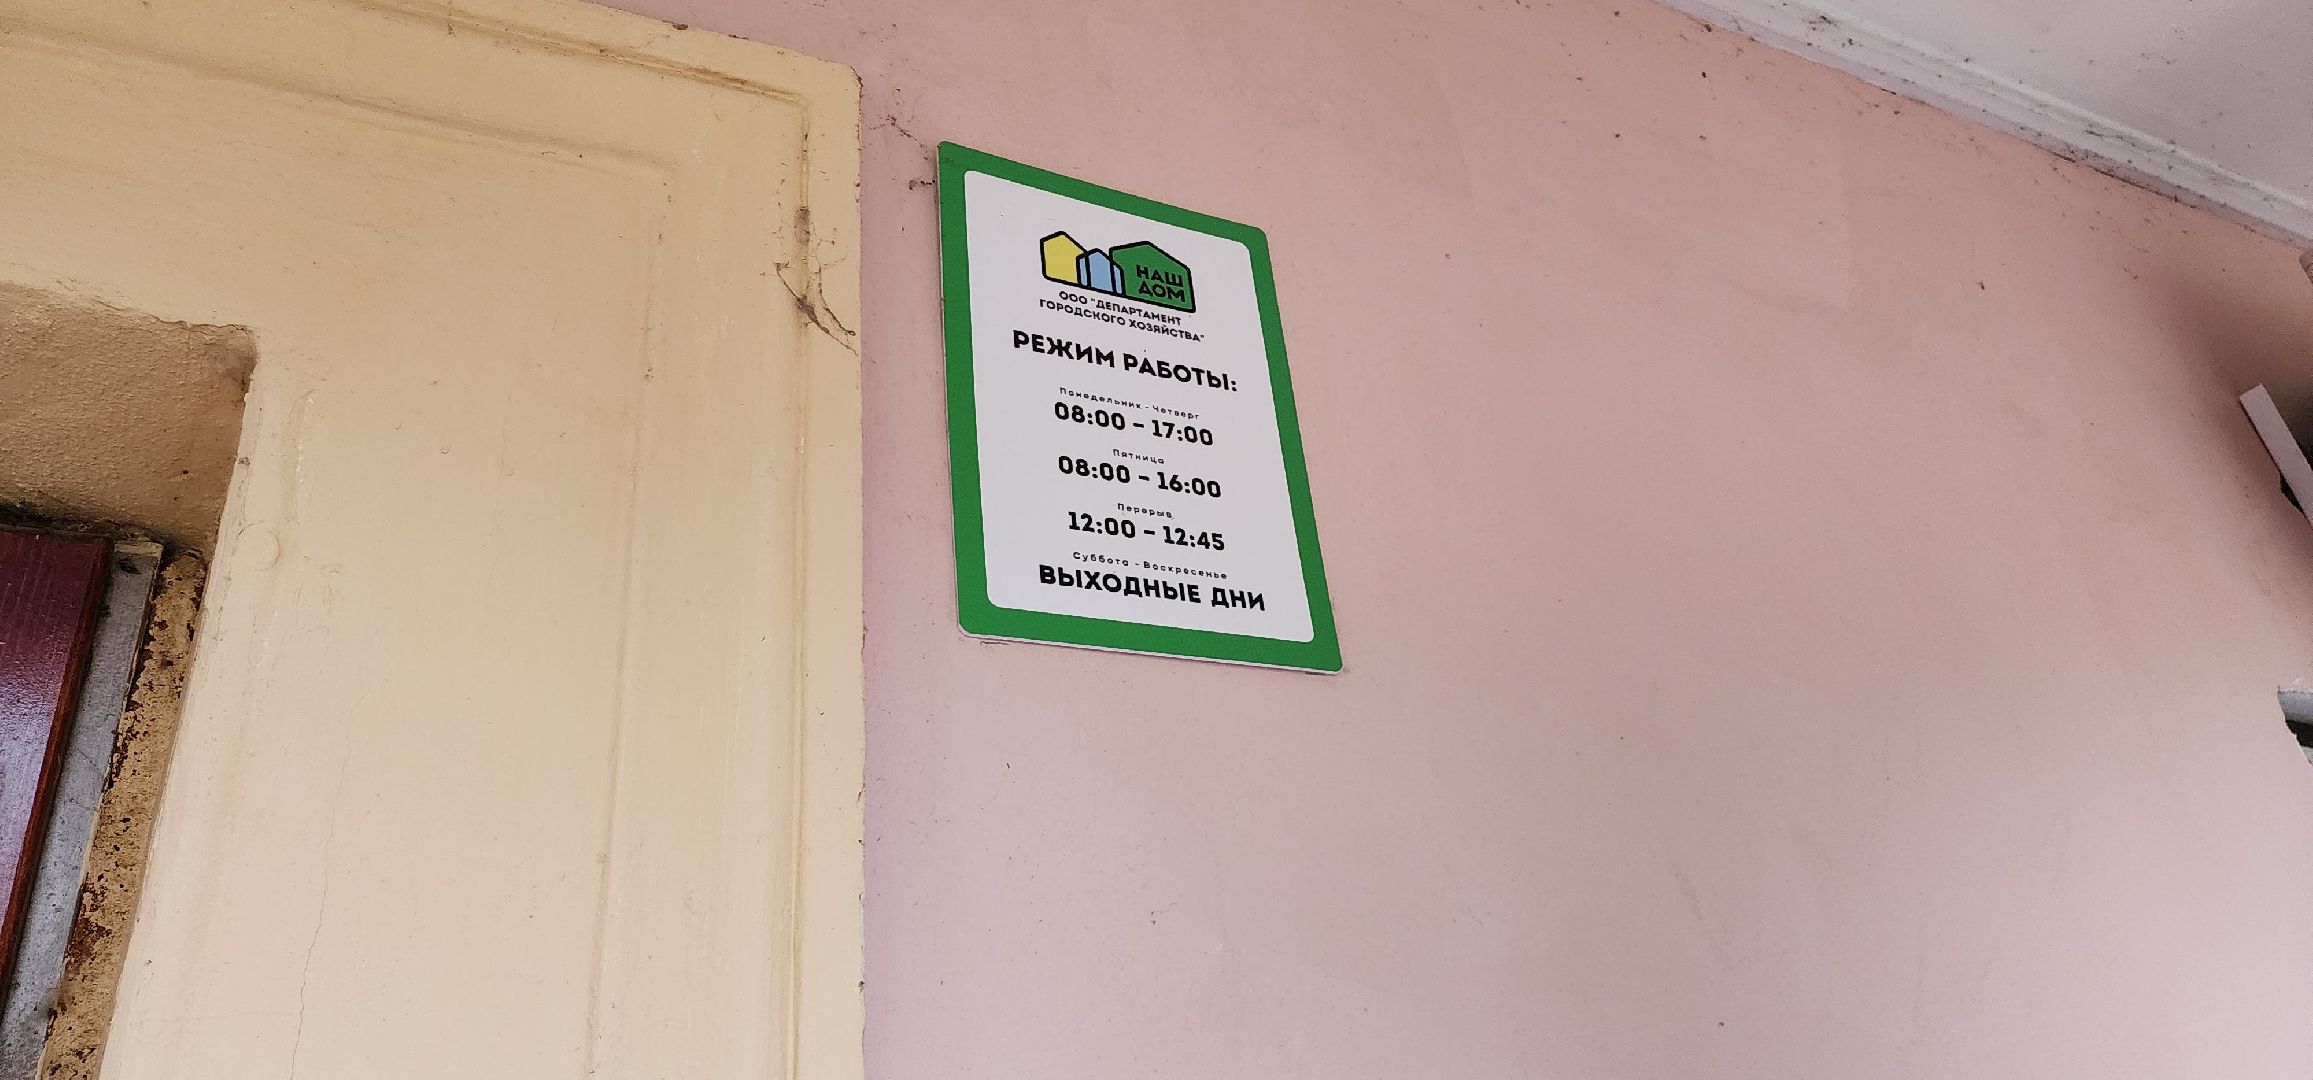 НАШ
ДОМ
ООО "ДЕПАРТАМЕНТ
ГОРОДСКОГО ХОЗЯЙСТВА"
РЕЖИМ РАБОТЫ:
Понедельник - Четверг
08:00 – 17:00
Пятница
08:00 – 16:00
Перерыв
12:00 – 12:45
Суббота - Воскресенье
ВЫХОДНЫЕ ДНИ